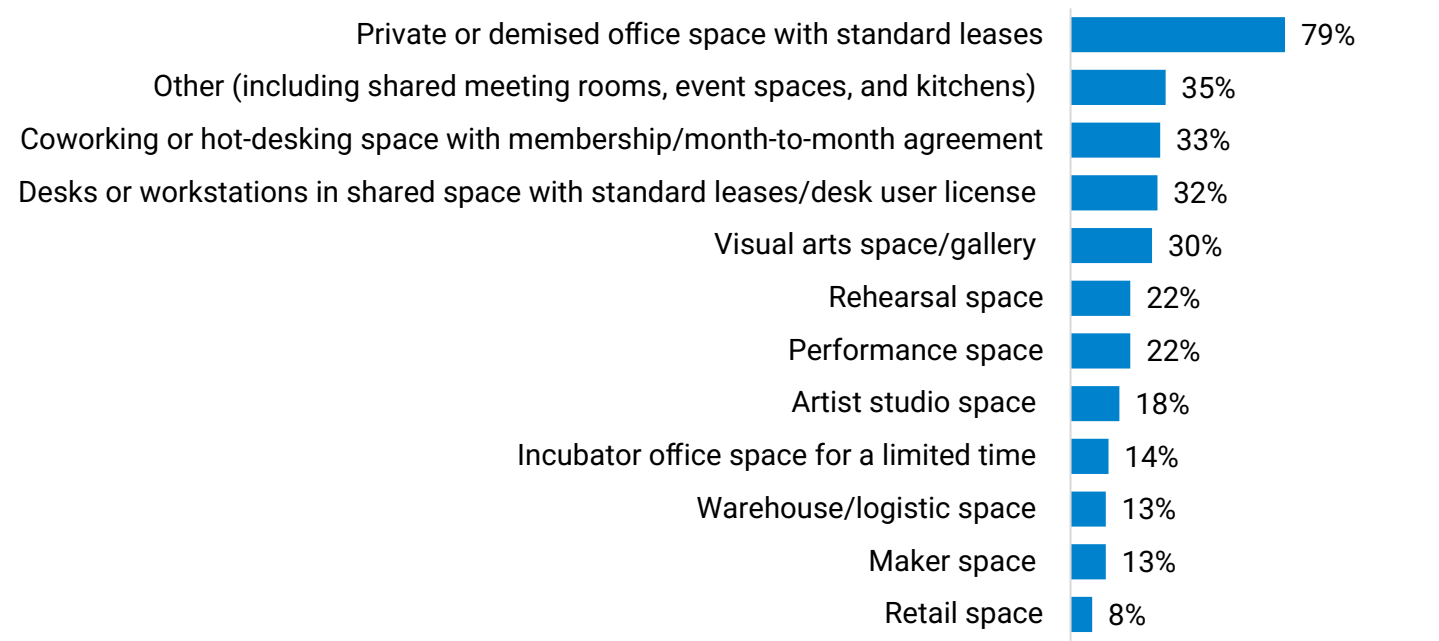 Private or demised office space with standard leases 79%
Other (including shared meeting rooms, event spaces, and kitchens) 35%
Coworking or hot-desking space with membership/month-to-month agreement 33%
Desks or workstations in shared space with standard leases/desk user license 32%
Visual arts space/gallery 30%
Rehearsal space 22%
Performance space 22%
Artist studio space 18%
Incubator office space for a limited time 14%
Warehouse/logistic space 13%
Maker space 13%
Retail space 8%